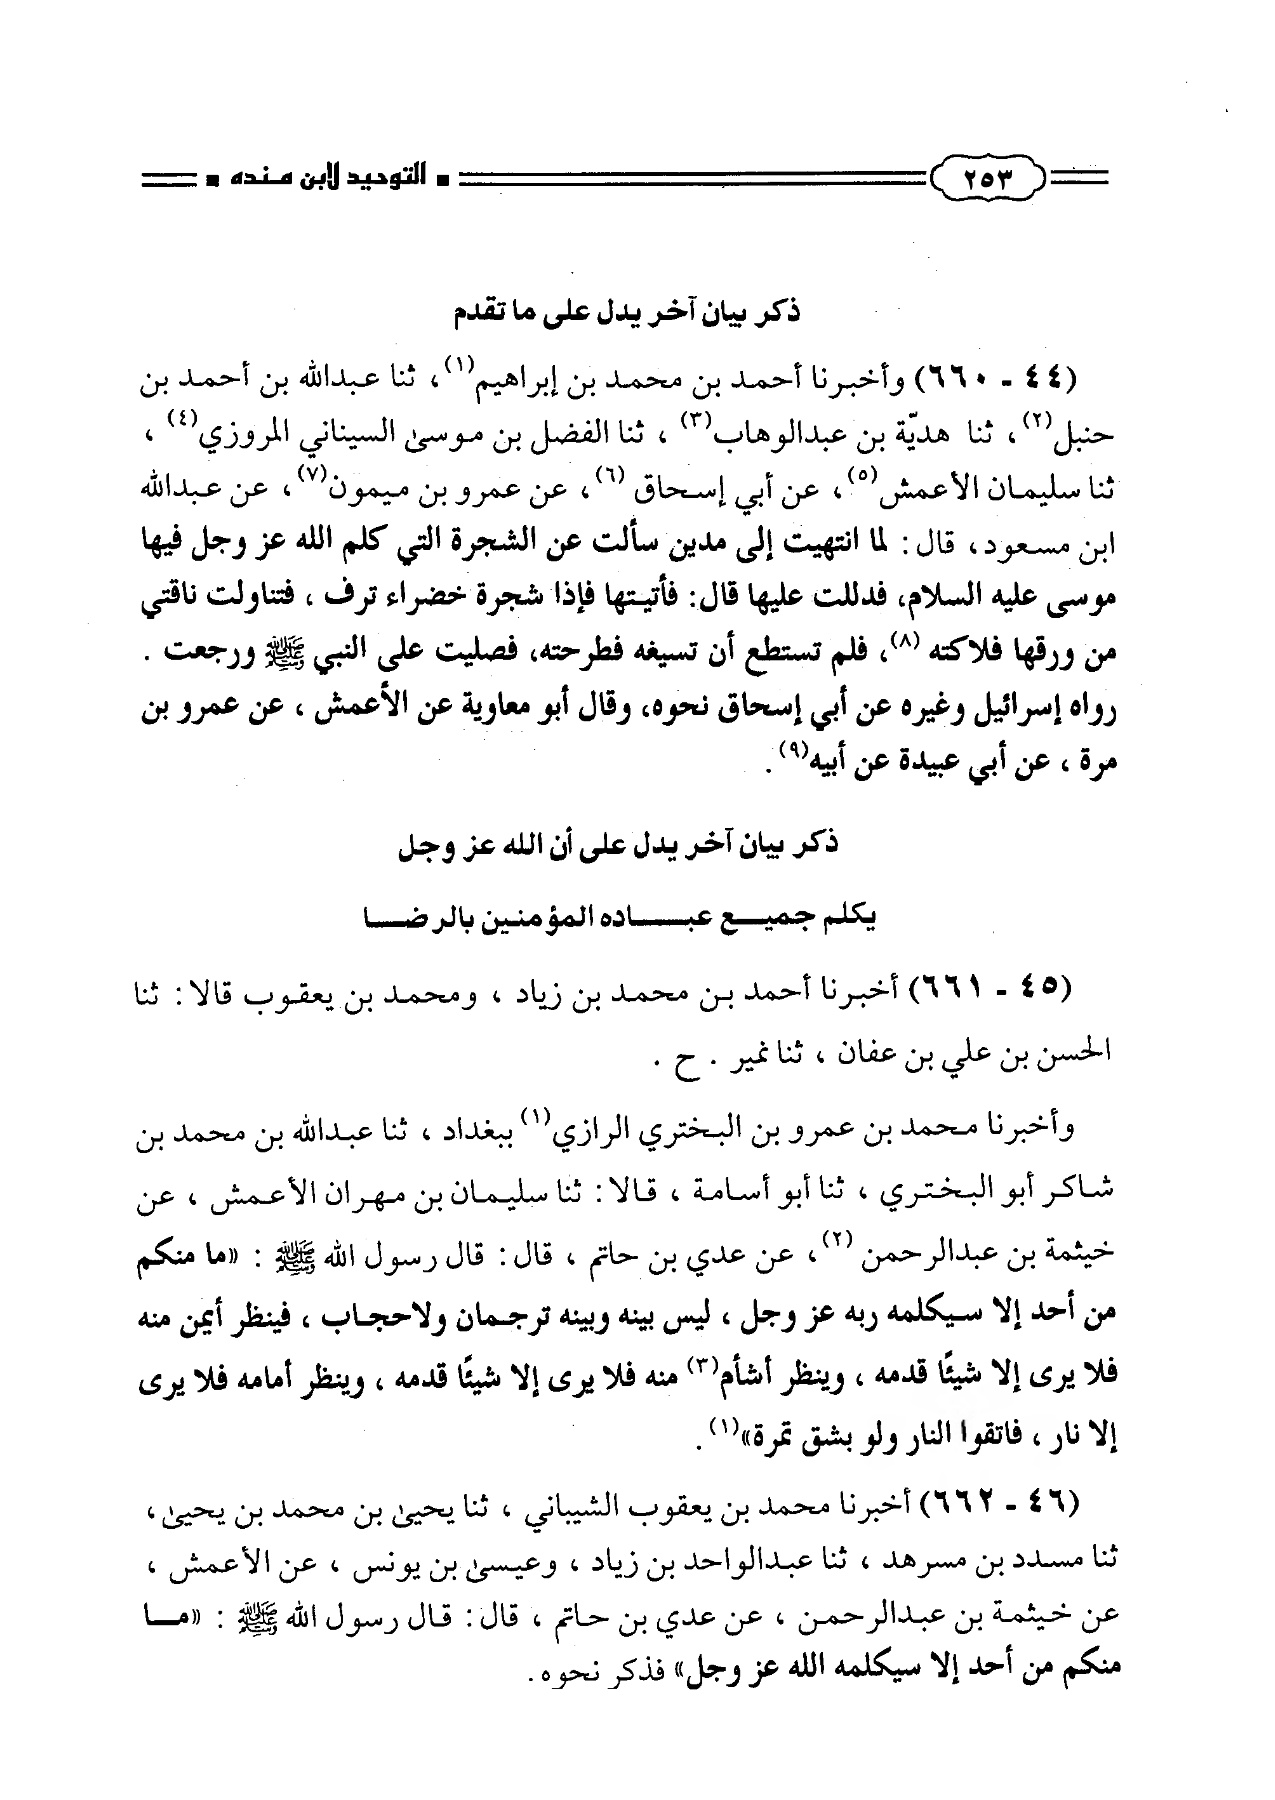 ٢٥٣ ■ التوحيد لابن منده ■
ذكر بيان آخر يدل على ما تقدم
(٤٤ - ٦٦٠) وأخبرنا أحمد بن محمد بن إبراهيم(١)، ثنا عبدالله بن أحمد بن
حنبل(٢)، ثنا هديّة بن عبدالوهاب(٣) ، ثنا الفضل بن موسىٰ السيناني المروزي(٤) ،
ثنا سليمان الأعمش(٥)، عن أبي إسحاق (٦)، عن عمرو بن ميمون(٧)، عن عبدالله
ابن مسعود، قال : لما انتهيت إلى مدين سألت عن الشجرة التي كلم الله عز وجل فيها
موسى عليه السلام، فدللت عليها قال: فأتيتها فإذا شجرة خضراء ترف ، فتناولت ناقتي
من ورقها فلاكته (٨)، فلم تستطع أن تسيغه فطرحته، فصليت على النبي ﷺ ورجعت .
رواه إسرائيل وغيره عن أبي إسحاق نحوه، وقال أبو معاوية عن الأعمش ، عن عمرو بن
مرة ، عن أبي عبيدة عن أبيه(٩).
ذكر بيان آخر يدل على أن الله عز وجل
يكلم جميـــع عبـــاده المؤمنين بالرضــا
(٤٥ - ٦٦١) أخبرنا أحمد بن محمد بن زياد ، ومحمد بن يعقوب قالا : ثنا
الحسن بن علي بن عفان ، ثنا نمير . ح .
وأخبرنا محمد بن عمرو بن البختري الرازي(١) ببغداد ، ثنا عبدالله بن محمد بن
شاكر أبو البختري ، ثنا أبو أسامة ، قالا : ثنا سليمان بن مهران الأعمش ، عن
خيثمة بن عبدالرحمن (٢)، عن عدي بن حاتم ، قال : قال رسول الله ﷺ : «ما منكم
من أحد إلا سيكلمه ربه عز وجل ، ليس بينه وبينه ترجمان ولاحجاب ، فينظر أيمن منه
فلا يرى إلا شيئًا قدمه ، وينظر أشأم(٣) منه فلا يرى إلا شيئًا قدمه ، وينظر أمامه فلا يرى
إلا نار ، فاتقوا النار ولو بشق تمرة»(١).
(٤٦ - ٦٦٢) أخبرنا محمد بن يعقوب الشيباني ، ثنا يحيىٰ بن محمد بن يحيىٰ،
ثنا مسدد بن مسرهد ، ثنا عبدالواحد بن زياد ، وعيسىٰ بن يونس ، عن الأعمش ،
عن خيثمة بن عبدالرحمن ، عن عدي بن حاتم ، قال : قال رسول الله ﷺ : «مــا
منكم من أحد إلا سيكلمه الله عز وجل» فذكر نحوه.